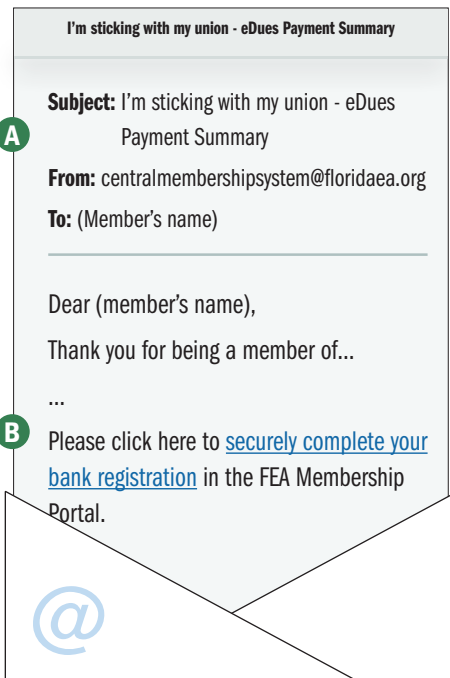 I'm sticking with my union - eDues Payment Summary
Subject: I'm sticking with my union - eDues
A
Payment Summary
From: centralmembershipsystem@floridaea.org
To: (Member's name)
Dear (member's name),
Thank you for being a member of...
...
B
Please click here to securely complete your
bank registration in the FEA Membership
Portal.
@